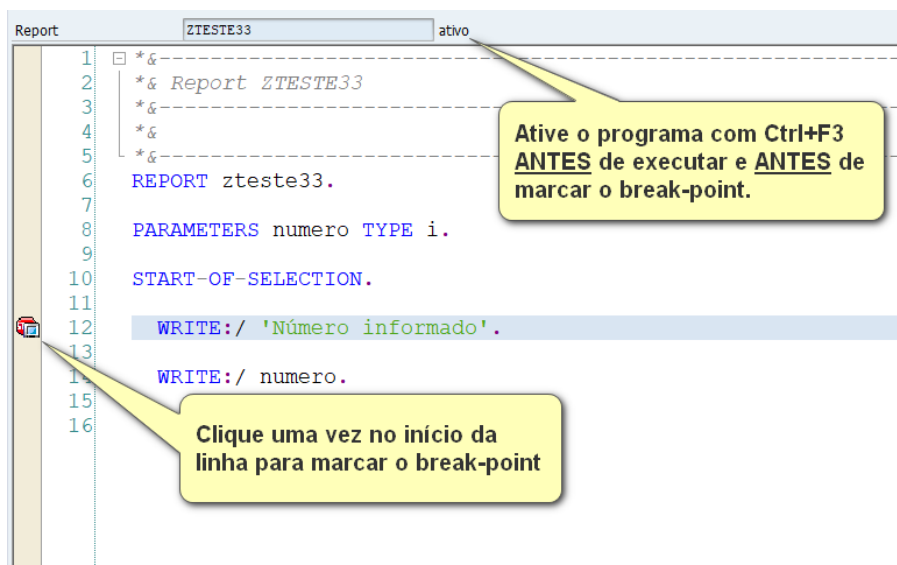 Report ZTESTE33 ativo
1 *&---------------------------------------------------------------------
2 *& Report ZTESTE33
3 *&---------------------------------------------------------------------
4 *&
5 *&---------------------------------------------------------------------
6 REPORT zteste33.
7
8 PARAMETERS numero TYPE i.
9
10 START-OF-SELECTION.
11
12 WRITE:/ 'Número informado'.
13
14 WRITE:/ numero.
15
16
Ative o programa com Ctrl+F3
ANTES de executar e ANTES de
marcar o break-point.
Clique uma vez no início da
linha para marcar o break-point